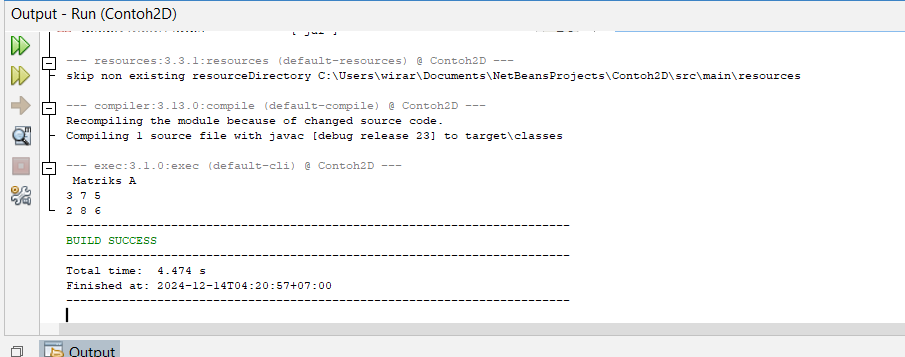 Output - Run (Contoh2D)
--- resources:3.3.1:resources (default-resources) @ Contoh2D ---
skip non existing resourceDirectory C:\Users\wirar\Documents\NetBeansProjects\Contoh2D\src\main\resources
--- compiler:3.13.0:compile (default-compile) @ Contoh2D ---
Recompiling the module because of changed source code.
Compiling 1 source file with javac [debug release 23] to target\classes
--- exec:3.1.0:exec (default-cli) @ Contoh2D ---
Matriks A
3 7 5
2 8 6
------------------------------------------------------------------------
BUILD SUCCESS
------------------------------------------------------------------------
Total time:  4.474 s
Finished at: 2024-12-14T04:20:57+07:00
------------------------------------------------------------------------
Output